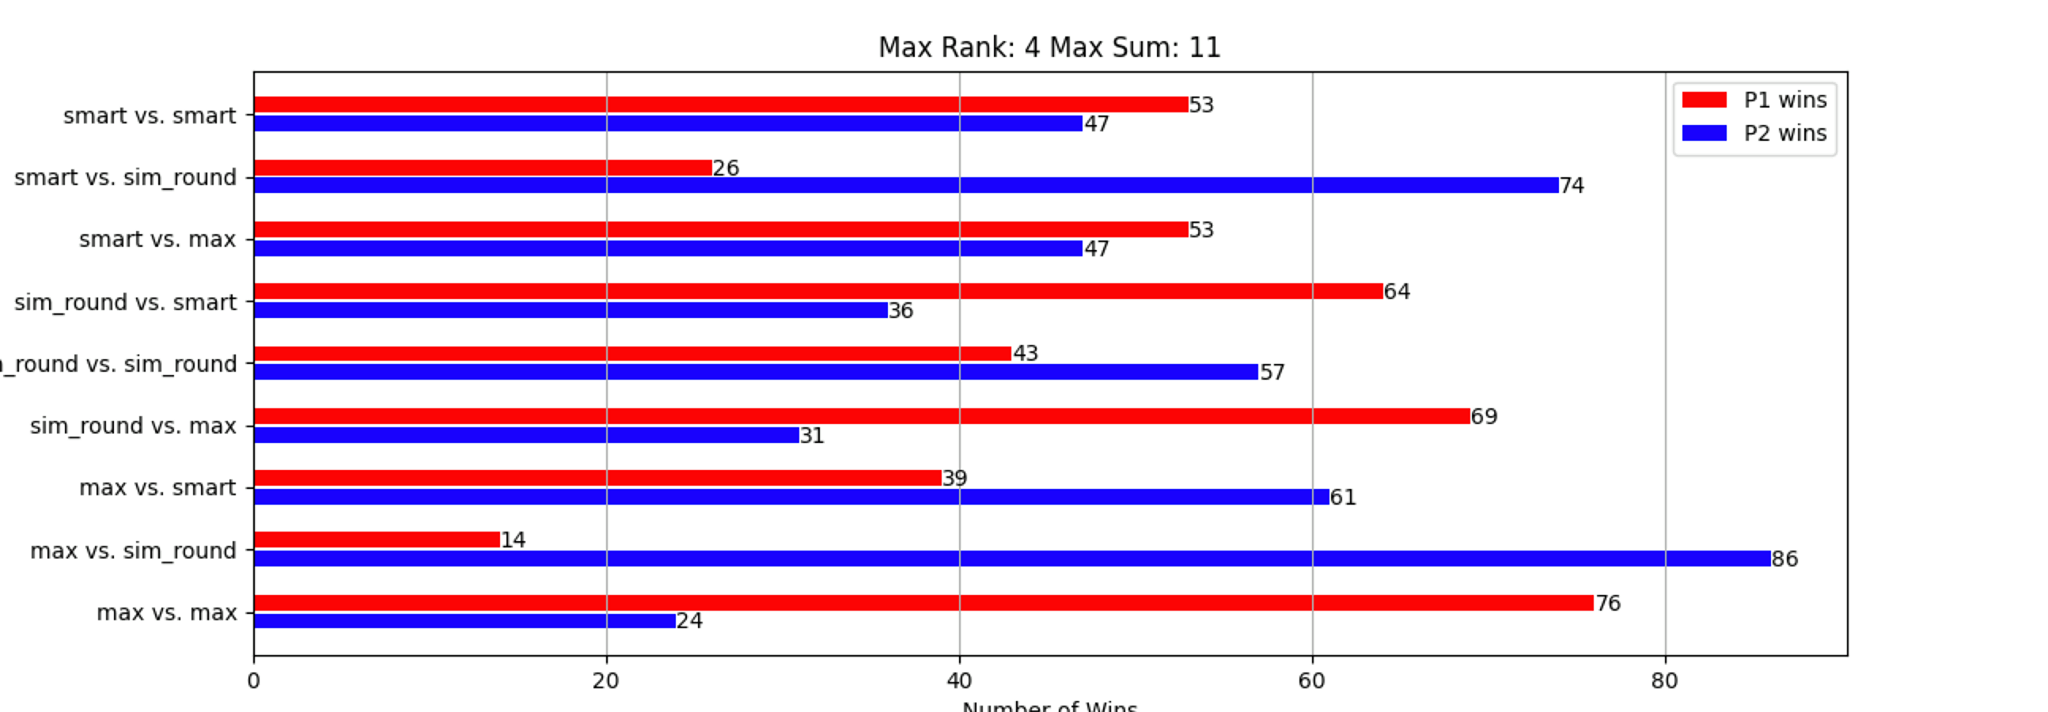 Max Rank: 4 Max Sum: 11
P1 wins
P2 wins
smart vs. smart
53
47
smart vs. sim_round
26
74
smart vs. max
53
47
sim_round vs. smart
64
36
_round vs. sim_round
43
57
sim_round vs. max
69
31
max vs. smart
39
61
max vs. sim_round
14
86
max vs. max
76
24
0 20 40 60 80
Number of Wins